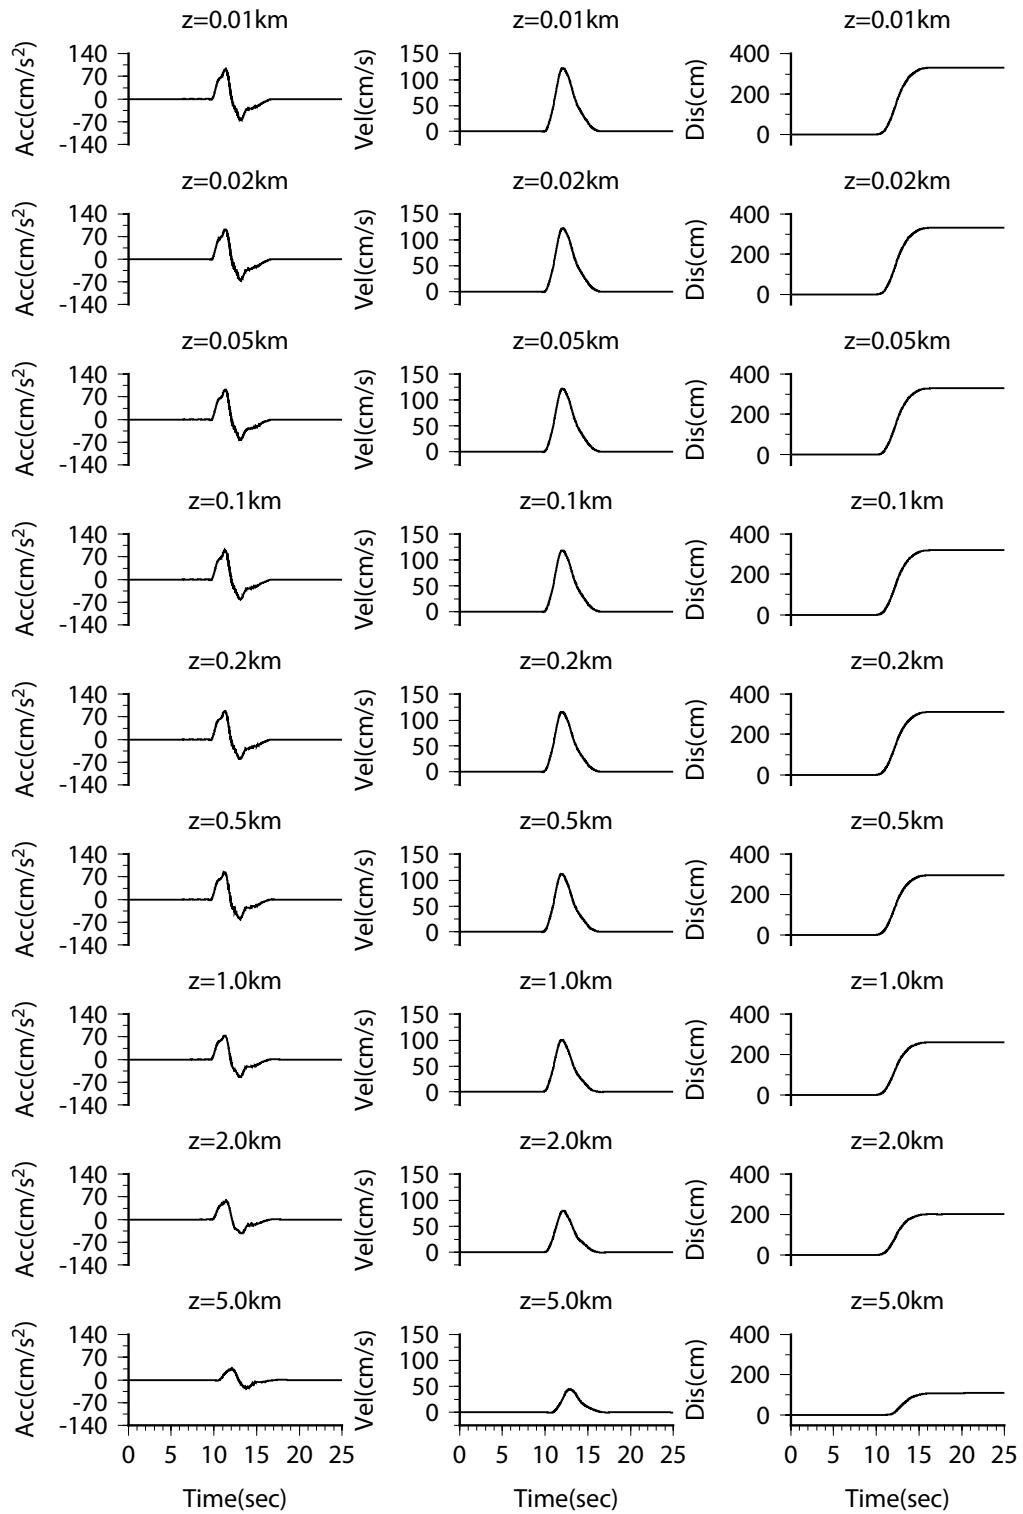 z=0.01km z=0.01km z=0.01km
Acc(cm/s²) 140 70 0 -70 -140 Vel(cm/s) 150 100 50 0 Dis(cm) 400 200 0
z=0.02km z=0.02km z=0.02km
Acc(cm/s²) 140 70 0 -70 -140 Vel(cm/s) 150 100 50 0 Dis(cm) 400 200 0
z=0.05km z=0.05km z=0.05km
Acc(cm/s²) 140 70 0 -70 -140 Vel(cm/s) 150 100 50 0 Dis(cm) 400 200 0
z=0.1km z=0.1km z=0.1km
Acc(cm/s²) 140 70 0 -70 -140 Vel(cm/s) 150 100 50 0 Dis(cm) 400 200 0
z=0.2km z=0.2km z=0.2km
Acc(cm/s²) 140 70 0 -70 -140 Vel(cm/s) 150 100 50 0 Dis(cm) 400 200 0
z=0.5km z=0.5km z=0.5km
Acc(cm/s²) 140 70 0 -70 -140 Vel(cm/s) 150 100 50 0 Dis(cm) 400 200 0
z=1.0km z=1.0km z=1.0km
Acc(cm/s²) 140 70 0 -70 -140 Vel(cm/s) 150 100 50 0 Dis(cm) 400 200 0
z=2.0km z=2.0km z=2.0km
Acc(cm/s²) 140 70 0 -70 -140 Vel(cm/s) 150 100 50 0 Dis(cm) 400 200 0
z=5.0km z=5.0km z=5.0km
Acc(cm/s²) 140 70 0 -70 -140 Vel(cm/s) 150 100 50 0 Dis(cm) 400 200 0
0 5 10 15 20 25 0 5 10 15 20 25 0 5 10 15 20 25
Time(sec) Time(sec) Time(sec)